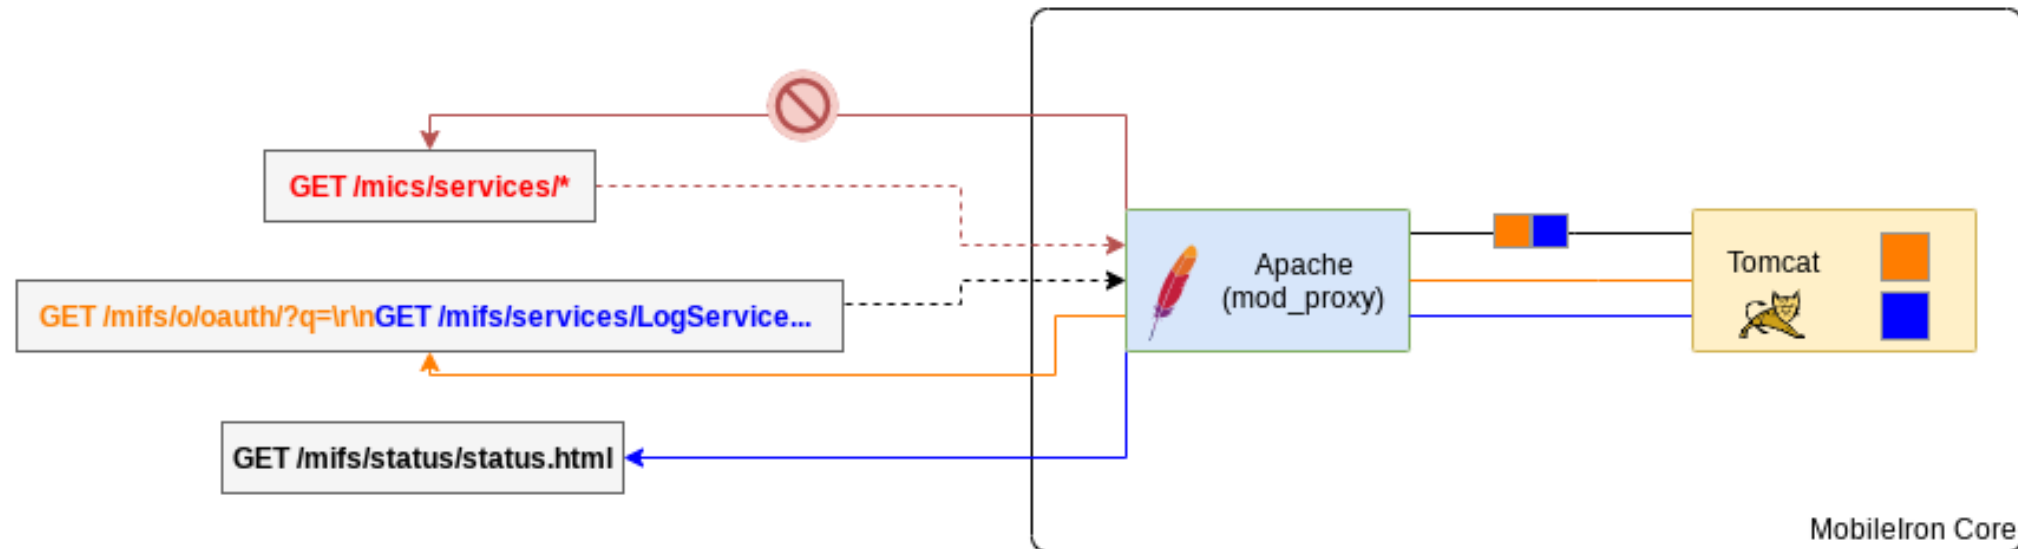 GET /mics/services/*
GET /mifs/o/oauth/?q=\r\nGET /mifs/services/LogService...
GET /mifs/status/status.html
Apache
(mod_proxy)
Tomcat
MobileIron Core